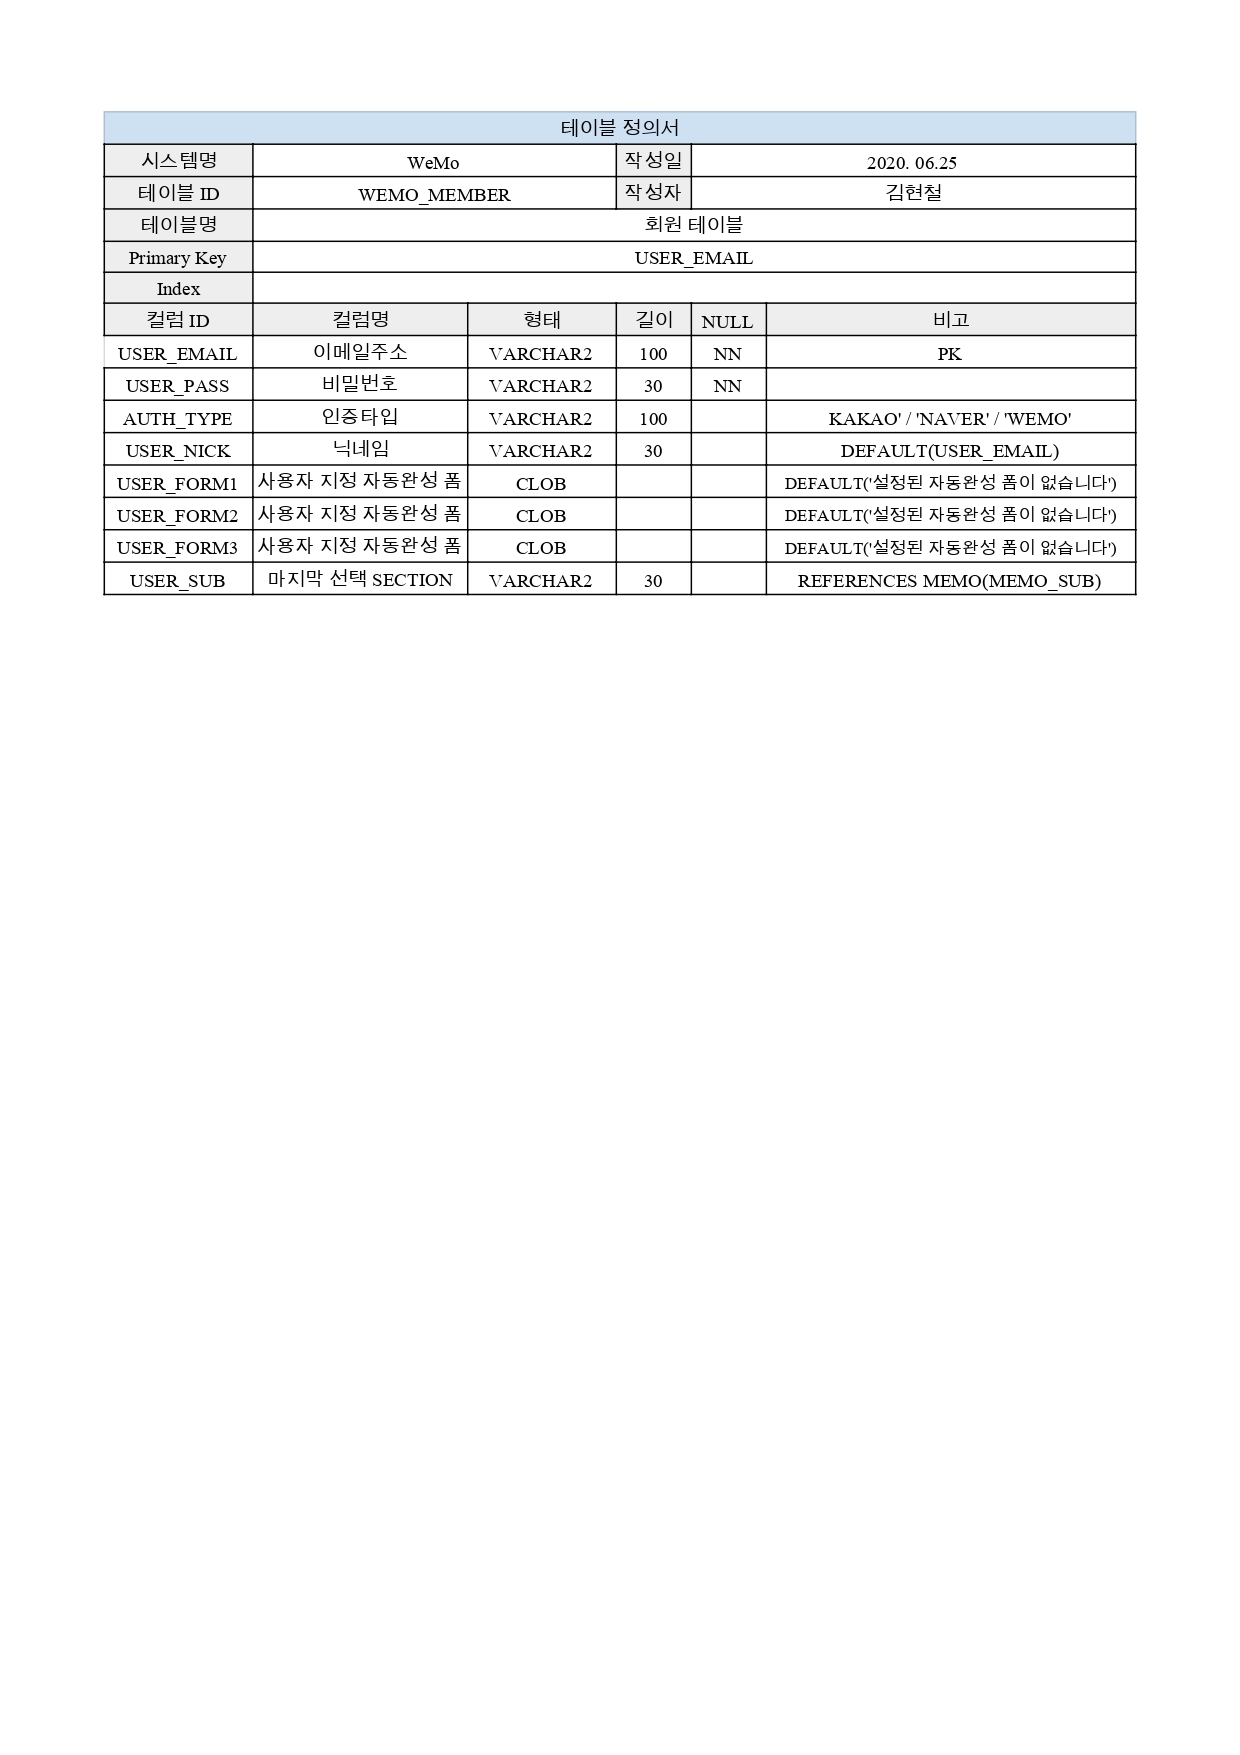 테이블 정의서
시스템명 WeMo 작성일 2020. 06.25
테이블 ID WEMO_MEMBER 작성자 김현철
테이블명 회원 테이블
Primary Key USER_EMAIL
Index
컬럼 ID 컬럼명 형태 길이 NULL 비고
USER_EMAIL 이메일주소 VARCHAR2 100 NN PK
USER_PASS 비밀번호 VARCHAR2 30 NN
AUTH_TYPE 인증타입 VARCHAR2 100 KAKAO' / 'NAVER' / 'WEMO'
USER_NICK 닉네임 VARCHAR2 30 DEFAULT(USER_EMAIL)
USER_FORM1 사용자 지정 자동완성 폼 CLOB DEFAULT('설정된 자동완성 폼이 없습니다')
USER_FORM2 사용자 지정 자동완성 폼 CLOB DEFAULT('설정된 자동완성 폼이 없습니다')
USER_FORM3 사용자 지정 자동완성 폼 CLOB DEFAULT('설정된 자동완성 폼이 없습니다')
USER_SUB 마지막 선택 SECTION VARCHAR2 30 REFERENCES MEMO(MEMO_SUB)